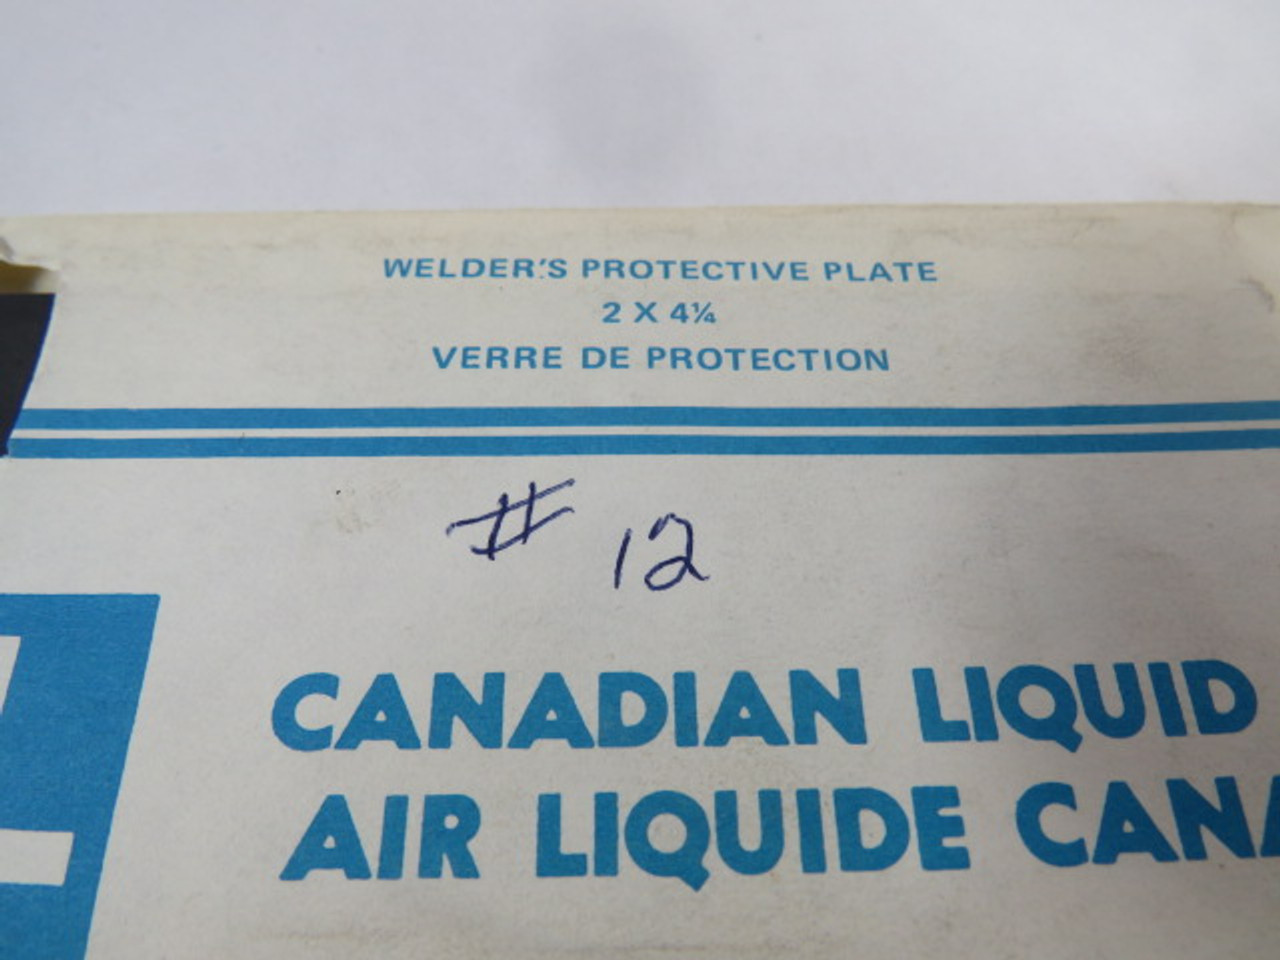 WELDER'S PROTECTIVE PLATE
2 X 4¼
VERRE DE PROTECTION
# 12
CANADIAN LIQUID
AIR LIQUIDE CANA